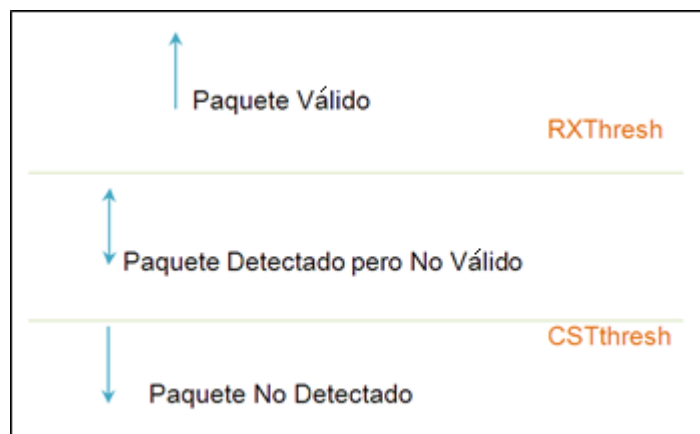 Paquete Válido
RXThresh
Paquete Detectado pero No Válido
CSTthresh
Paquete No Detectado